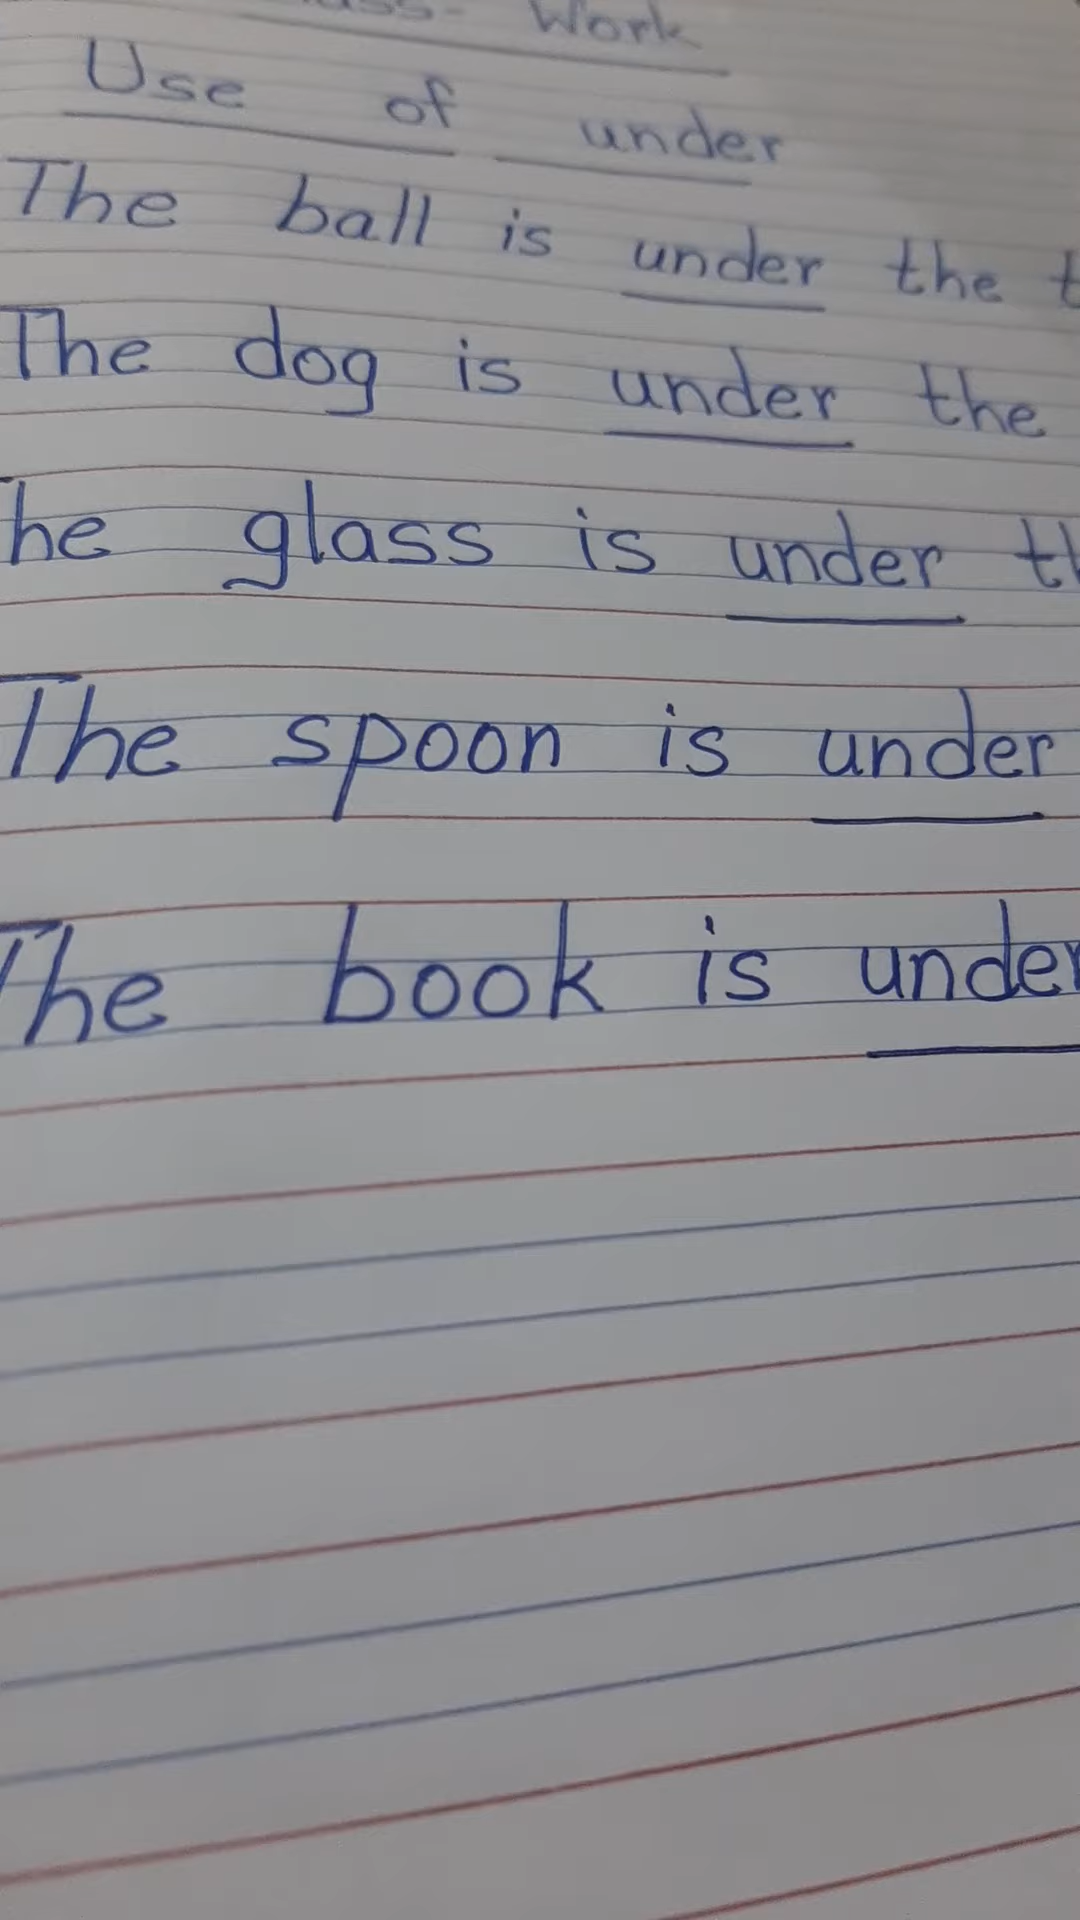 Work
Use of under
The ball is under the
The dog is under the
glass is under
The spoon is under
The book is under